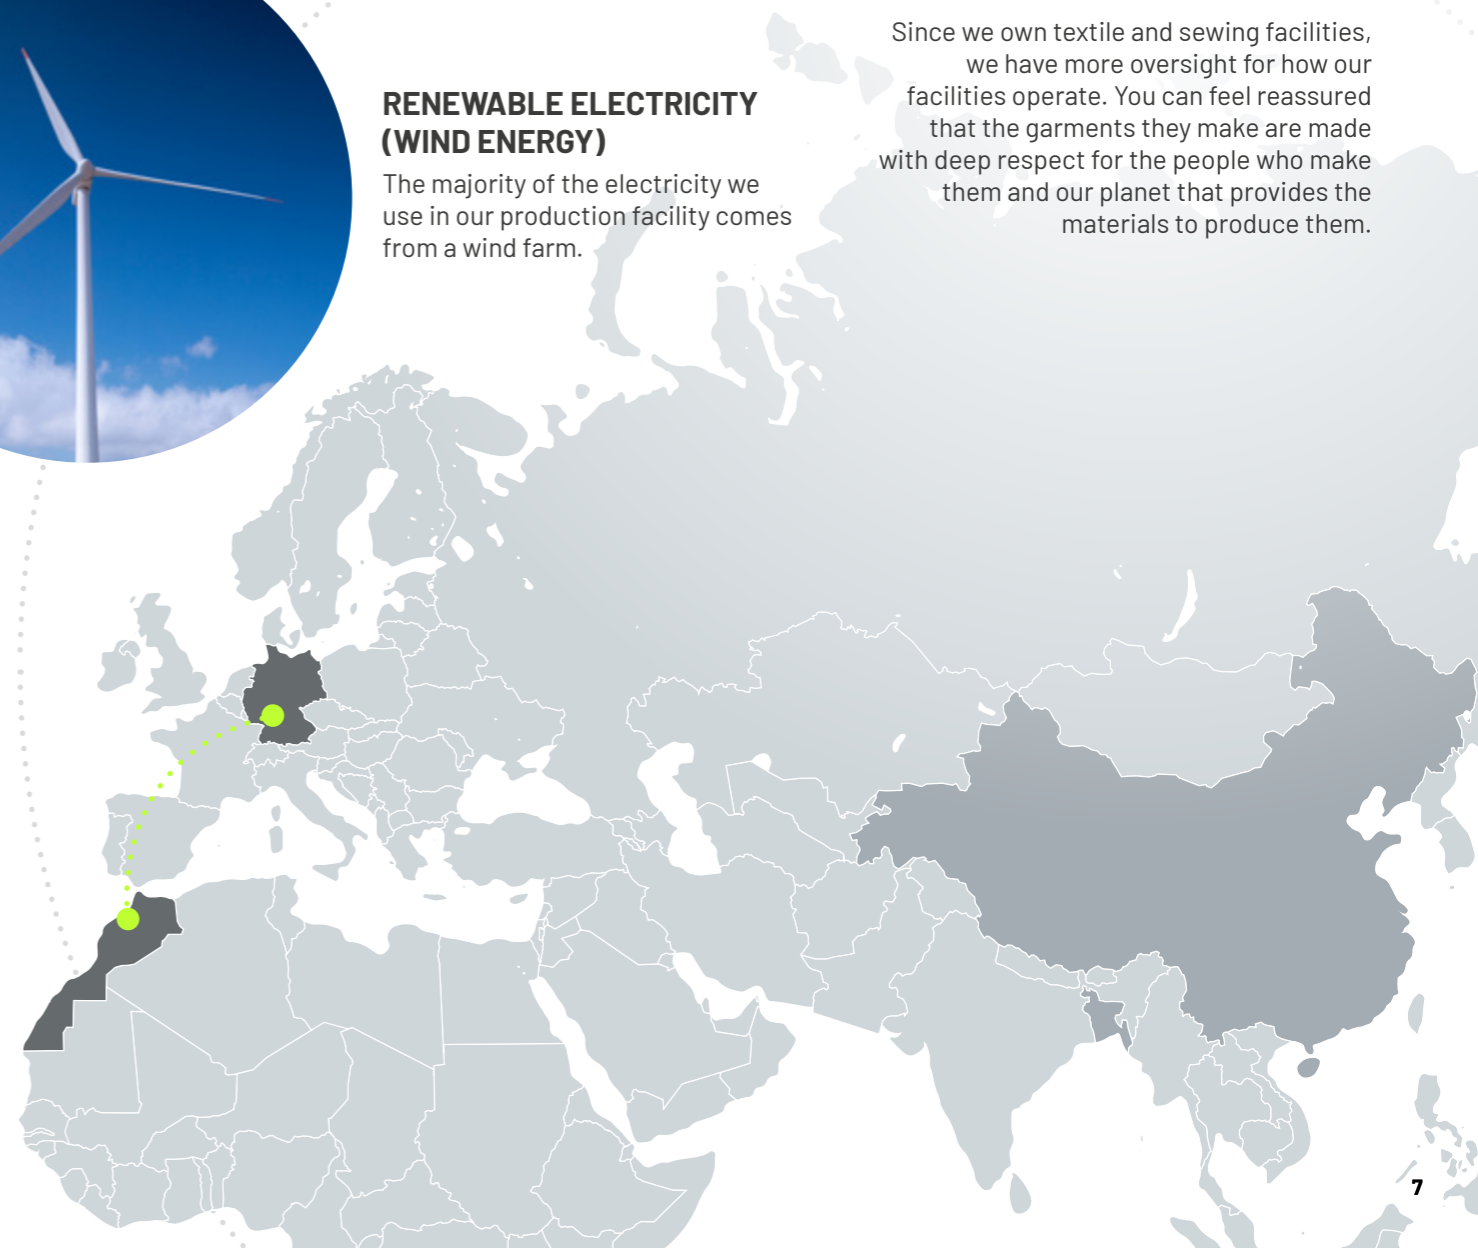 RENEWABLE ELECTRICITY
(WIND ENERGY)
The majority of the electricity we
use in our production facility comes
from a wind farm.
Since we own textile and sewing facilities,
we have more oversight for how our
facilities operate. You can feel reassured
that the garments they make are made
with deep respect for the people who make
them and our planet that provides the
materials to produce them.
7